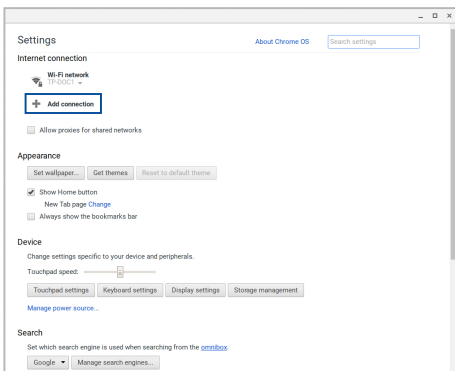 Settings
About Chrome OS
Search settings
Internet connection
Wi-Fi network
TP-DOC1
Add connection
Allow proxies for shared networks
Appearance
Set wallpaper... Get themes Reset to default theme
Show Home button
New Tab page Change
Always show the bookmarks bar
Device
Change settings specific to your device and peripherals.
Touchpad speed:
Touchpad settings Keyboard settings Display settings Storage management
Manage power source...
Search
Set which search engine is used when searching from the omnibox.
Google Manage search engines...